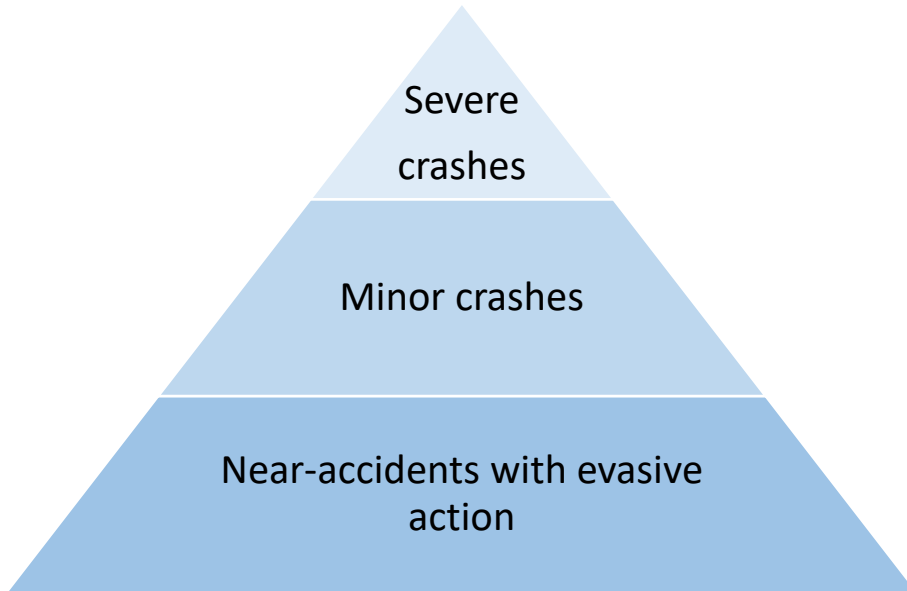 Severe
crashes
Minor crashes
Near-accidents with evasive
action